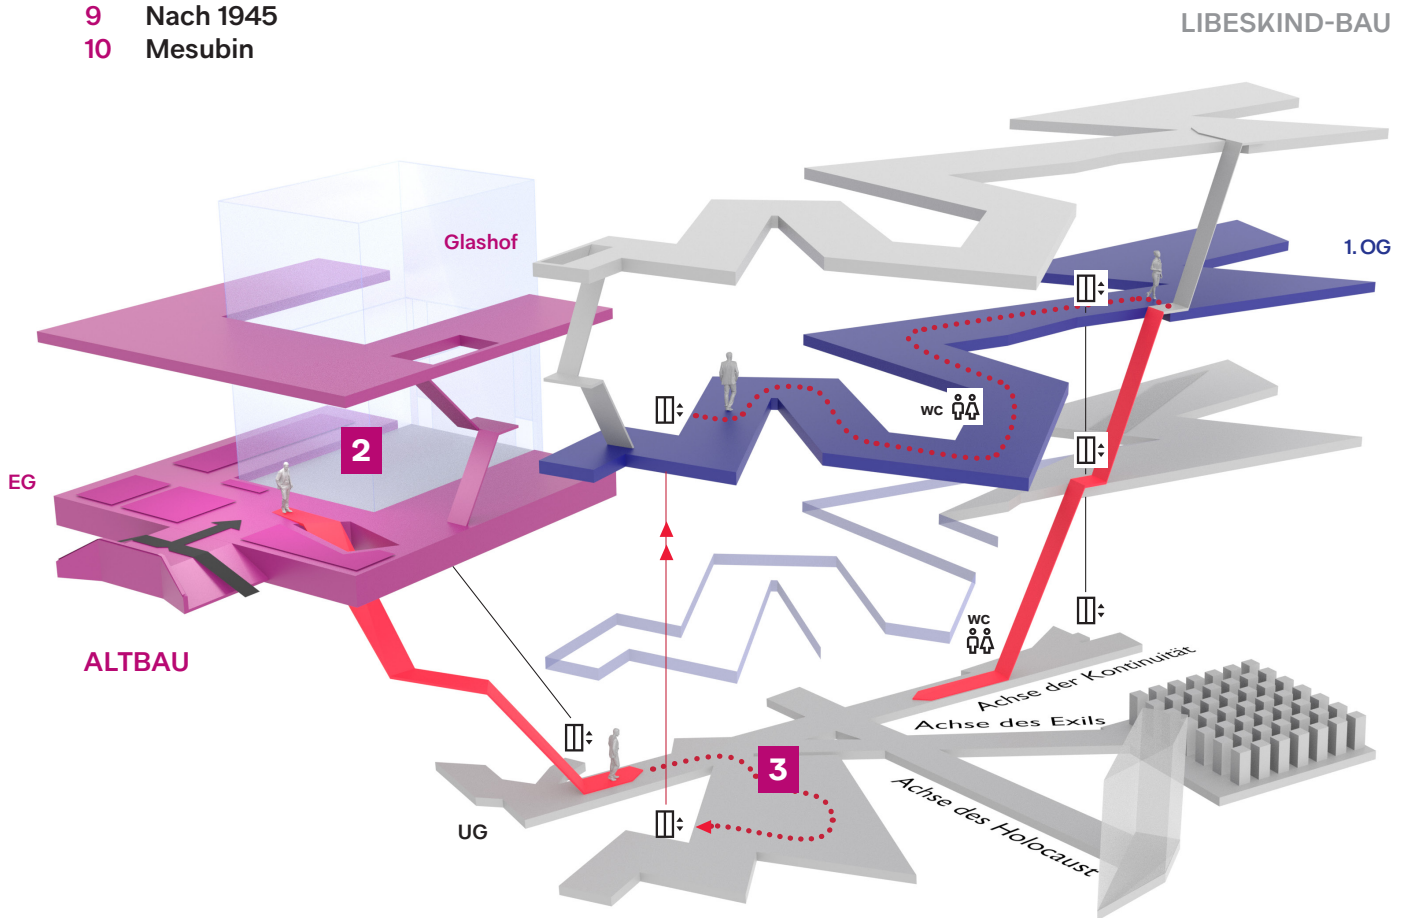 9 Nach 1945
10 Mesubin
LIBESKIND-BAU
Glashof
1. OG
2
WC
EG
WC
ALTBAU
Achse der Kontinuität
Achse des Exils
3
Achse des Holocaust
UG